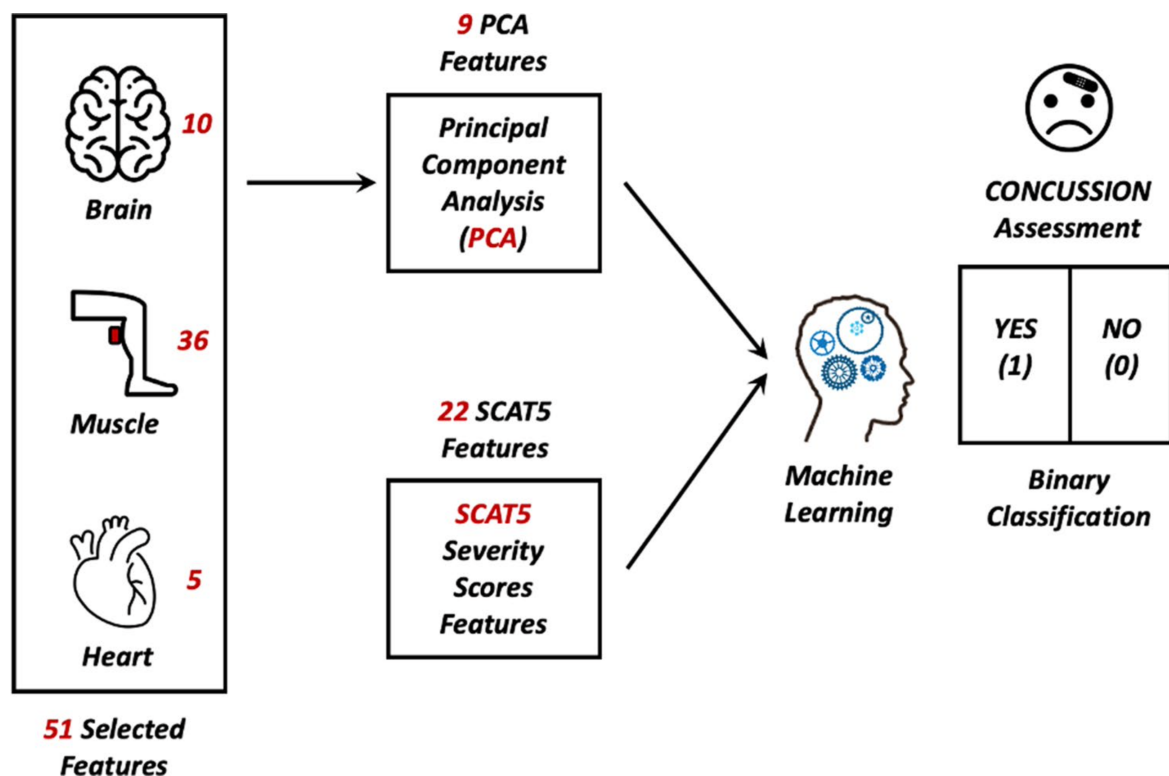 10
Brain
36
Muscle
5
Heart
51 Selected
Features
9 PCA
Features
Principal
Component
Analysis
(PCA)
22 SCAT5
Features
SCAT5
Severity
Scores
Features
Machine
Learning
CONCUSSION
Assessment
YES
(1)
NO
(0)
Binary
Classification